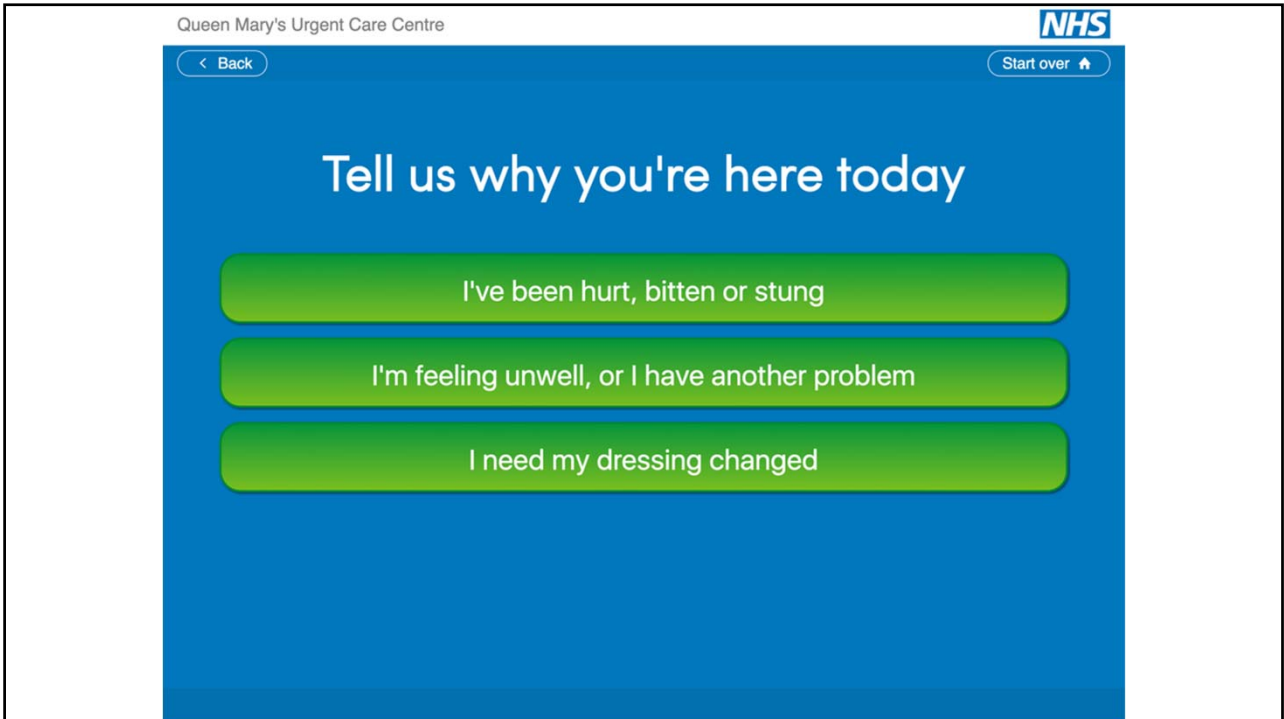 Queen Mary's Urgent Care Centre
NHS
Back
Start over
Tell us why you're here today
I've been hurt, bitten or stung
I'm feeling unwell, or I have another problem
I need my dressing changed